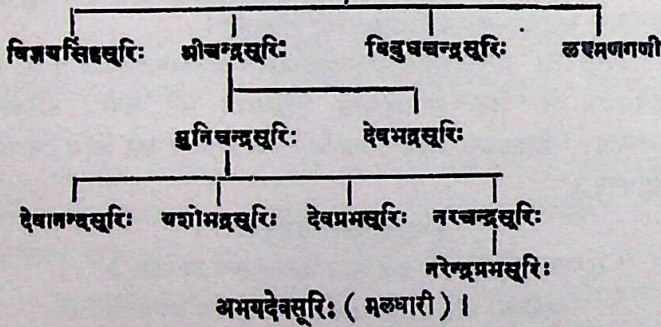 विजयसिंहसूरिः श्रीचन्द्रसूरिः विबुधचन्द्रसूरिः लक्ष्मणगणी
मुनिचन्द्रसूरिः देवभद्रसूरिः
देवानन्दसूरिः यशोभद्रसूरिः देवप्रभसूरिः नरचन्द्रसूरिः
नरेन्द्रप्रभसूरिः
अभयदेवसूरिः ( मलधारी ) ।